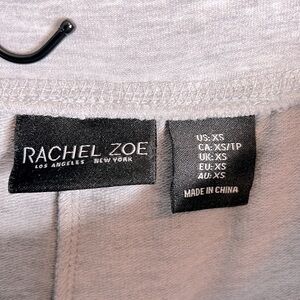 RACHEL ZOE
LOS ANGELES NEW YORK
US: XS
CA: XS/TP
UK: XS
EU: XS
AU: XS
MADE IN CHINA